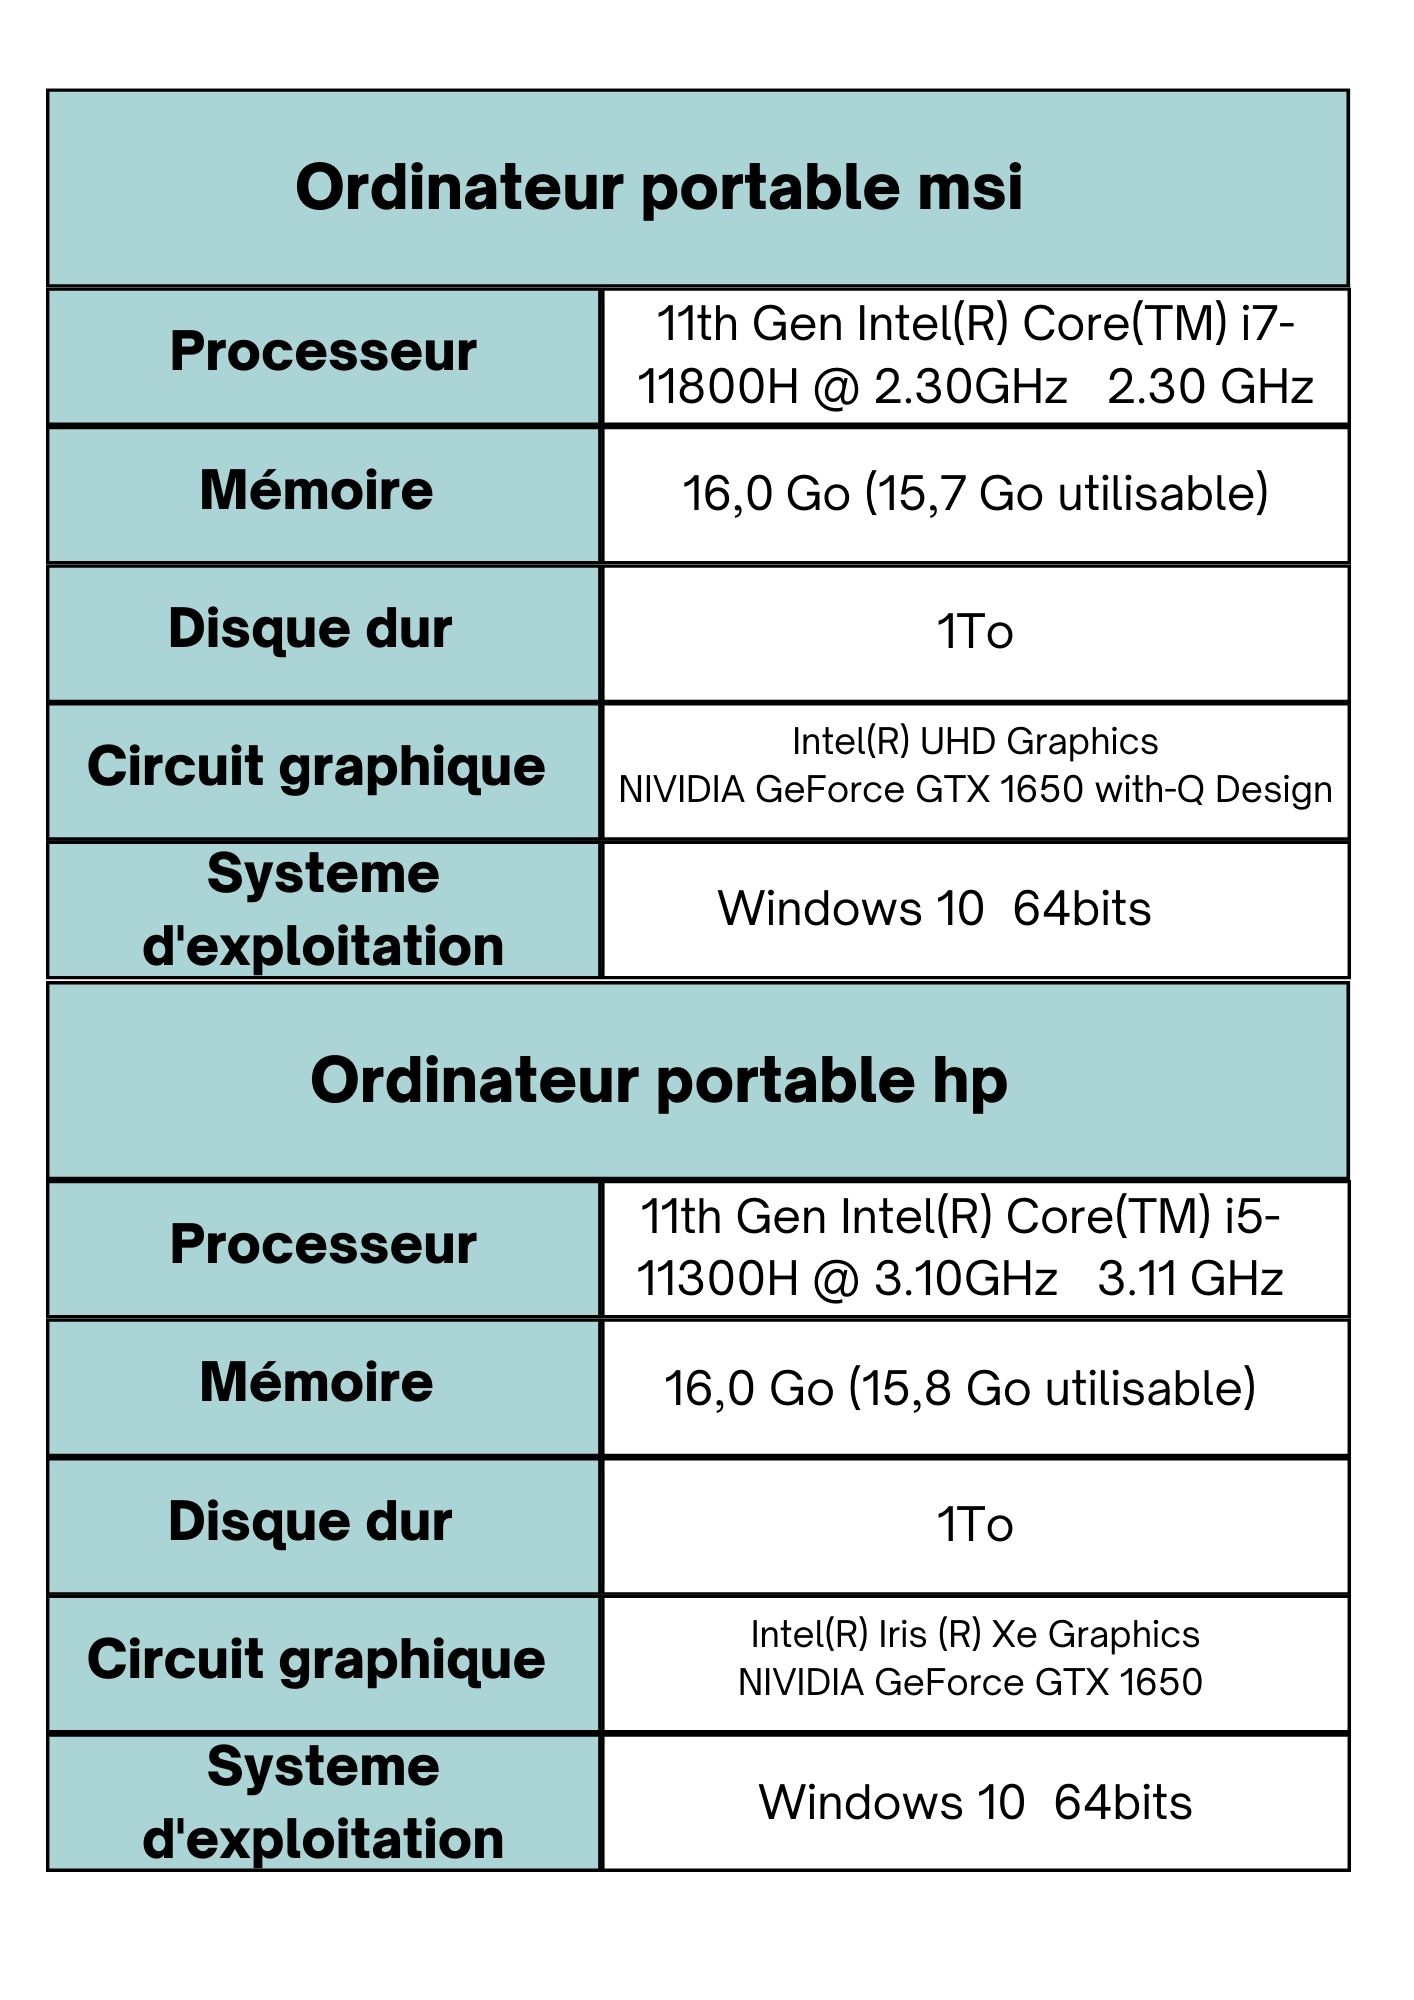 Ordinateur portable msi
Processeur
11th Gen Intel(R) Core(TM) i7-
11800H @ 2.30GHz   2.30 GHz
Mémoire
16,0 Go (15,7 Go utilisable)
Disque dur
1To
Circuit graphique
Intel(R) UHD Graphics
NIVIDIA GeForce GTX 1650 with-Q Design
Systeme
d'exploitation
Windows 10  64bits
Ordinateur portable hp
Processeur
11th Gen Intel(R) Core(TM) i5-
11300H @ 3.10GHz   3.11 GHz
Mémoire
16,0 Go (15,8 Go utilisable)
Disque dur
1To
Circuit graphique
Intel(R) Iris (R) Xe Graphics
NIVIDIA GeForce GTX 1650
Systeme
d'exploitation
Windows 10  64bits